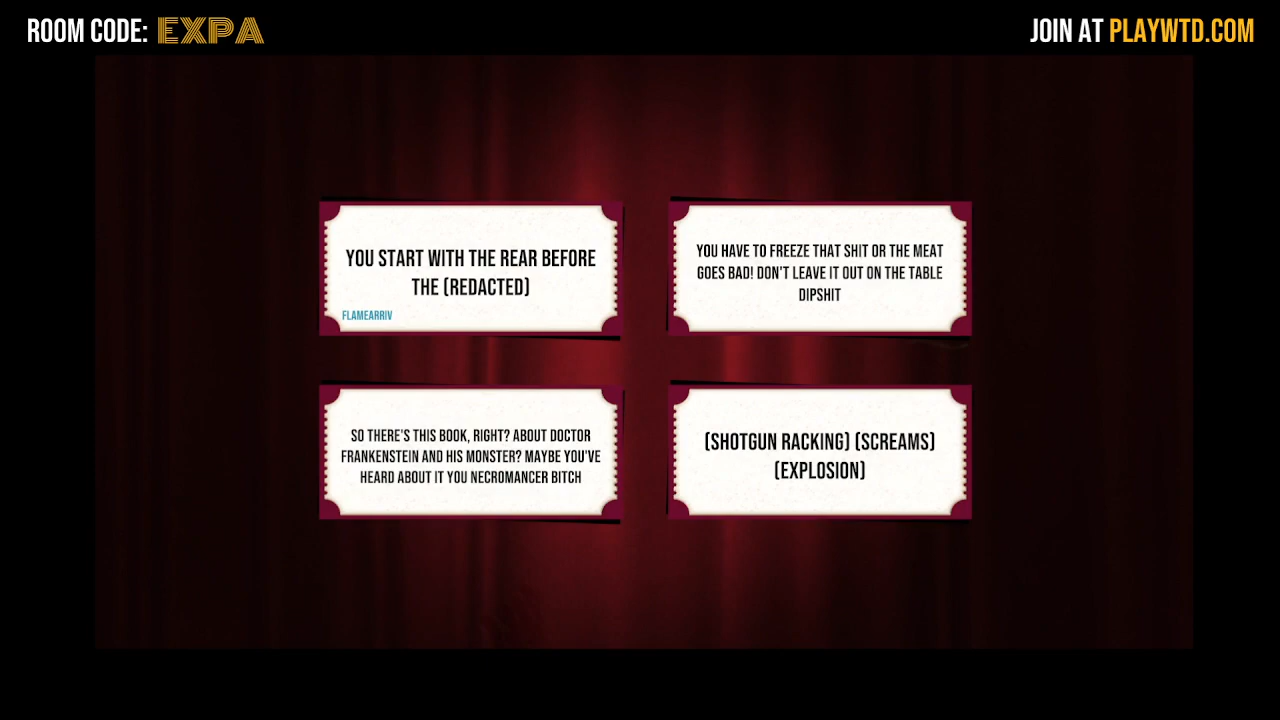 ROOM CODE: EXPA
JOIN AT PLAYWTD.COM
YOU START WITH THE REAR BEFORE
THE (REDACTED)
FLAMEARRIV
YOU HAVE TO FREEZE THAT SHIT OR THE MEAT
GOES BAD! DON'T LEAVE IT OUT ON THE TABLE
DIPSHIT
SO THERE'S THIS BOOK, RIGHT? ABOUT DOCTOR
FRANKENSTEIN AND HIS MONSTER? MAYBE YOU'VE
HEARD ABOUT IT YOU NECROMANCER BITCH
(SHOTGUN RACKING) (SCREAMS)
(EXPLOSION)